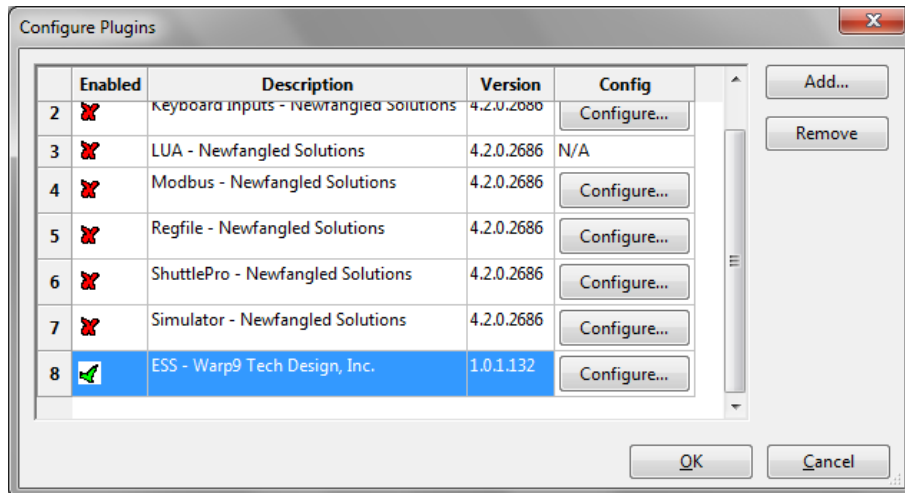 Configure Plugins
Enabled Description Version Config
Add...
2 Keyboard Inputs - Newfangled Solutions 4.2.0.2686 Configure...
Remove
3 LUA - Newfangled Solutions 4.2.0.2686 N/A
4 Modbus - Newfangled Solutions 4.2.0.2686 Configure...
5 Regfile - Newfangled Solutions 4.2.0.2686 Configure...
6 ShuttlePro - Newfangled Solutions 4.2.0.2686 Configure...
7 Simulator - Newfangled Solutions 4.2.0.2686 Configure...
8 ESS - Warp9 Tech Design, Inc. 1.0.1.132 Configure...
OK Cancel